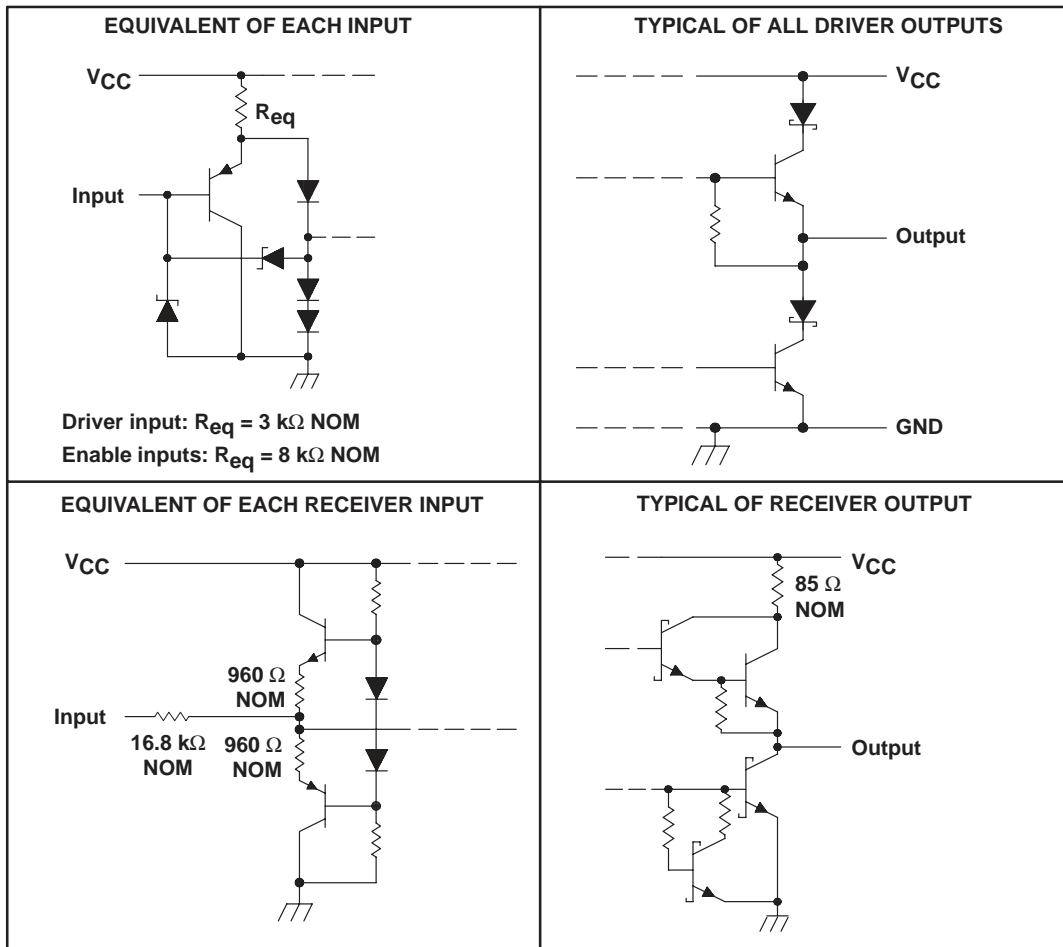 EQUIVALENT OF EACH INPUT
VCC
Req
Input
Driver input: Req = 3 kΩ NOM
Enable inputs: Req = 8 kΩ NOM
TYPICAL OF ALL DRIVER OUTPUTS
VCC
Output
GND
EQUIVALENT OF EACH RECEIVER INPUT
VCC
960 Ω
NOM
Input
16.8 kΩ
NOM
960 Ω
NOM
TYPICAL OF RECEIVER OUTPUT
VCC
85 Ω
NOM
Output